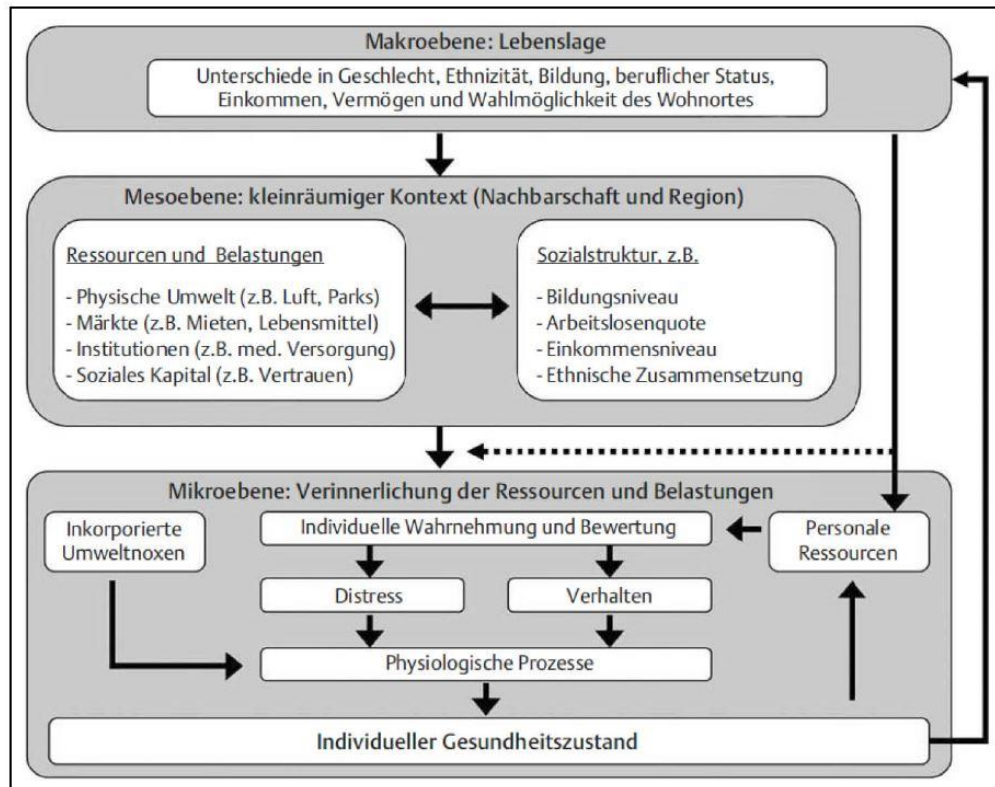 Makroebene: Lebenslage
Unterschiede in Geschlecht, Ethnizität, Bildung, beruflicher Status,
Einkommen, Vermögen und Wahlmöglichkeit des Wohnortes
Mesoebene: kleinräumiger Kontext (Nachbarschaft und Region)
Ressourcen und Belastungen
- Physische Umwelt (z.B. Luft, Parks)
- Märkte (z.B. Mieten, Lebensmittel)
- Institutionen (z.B. med. Versorgung)
- Soziales Kapital (z.B. Vertrauen)
Sozialstruktur, z.B.
- Bildungsniveau
- Arbeitslosenquote
- Einkommensniveau
- Ethnische Zusammensetzung
Mikroebene: Verinnerlichung der Ressourcen und Belastungen
Inkorporierte
Umweltnoxen
Individuelle Wahrnehmung und Bewertung
Personale
Ressourcen
Distress
Verhalten
Physiologische Prozesse
Individueller Gesundheitszustand